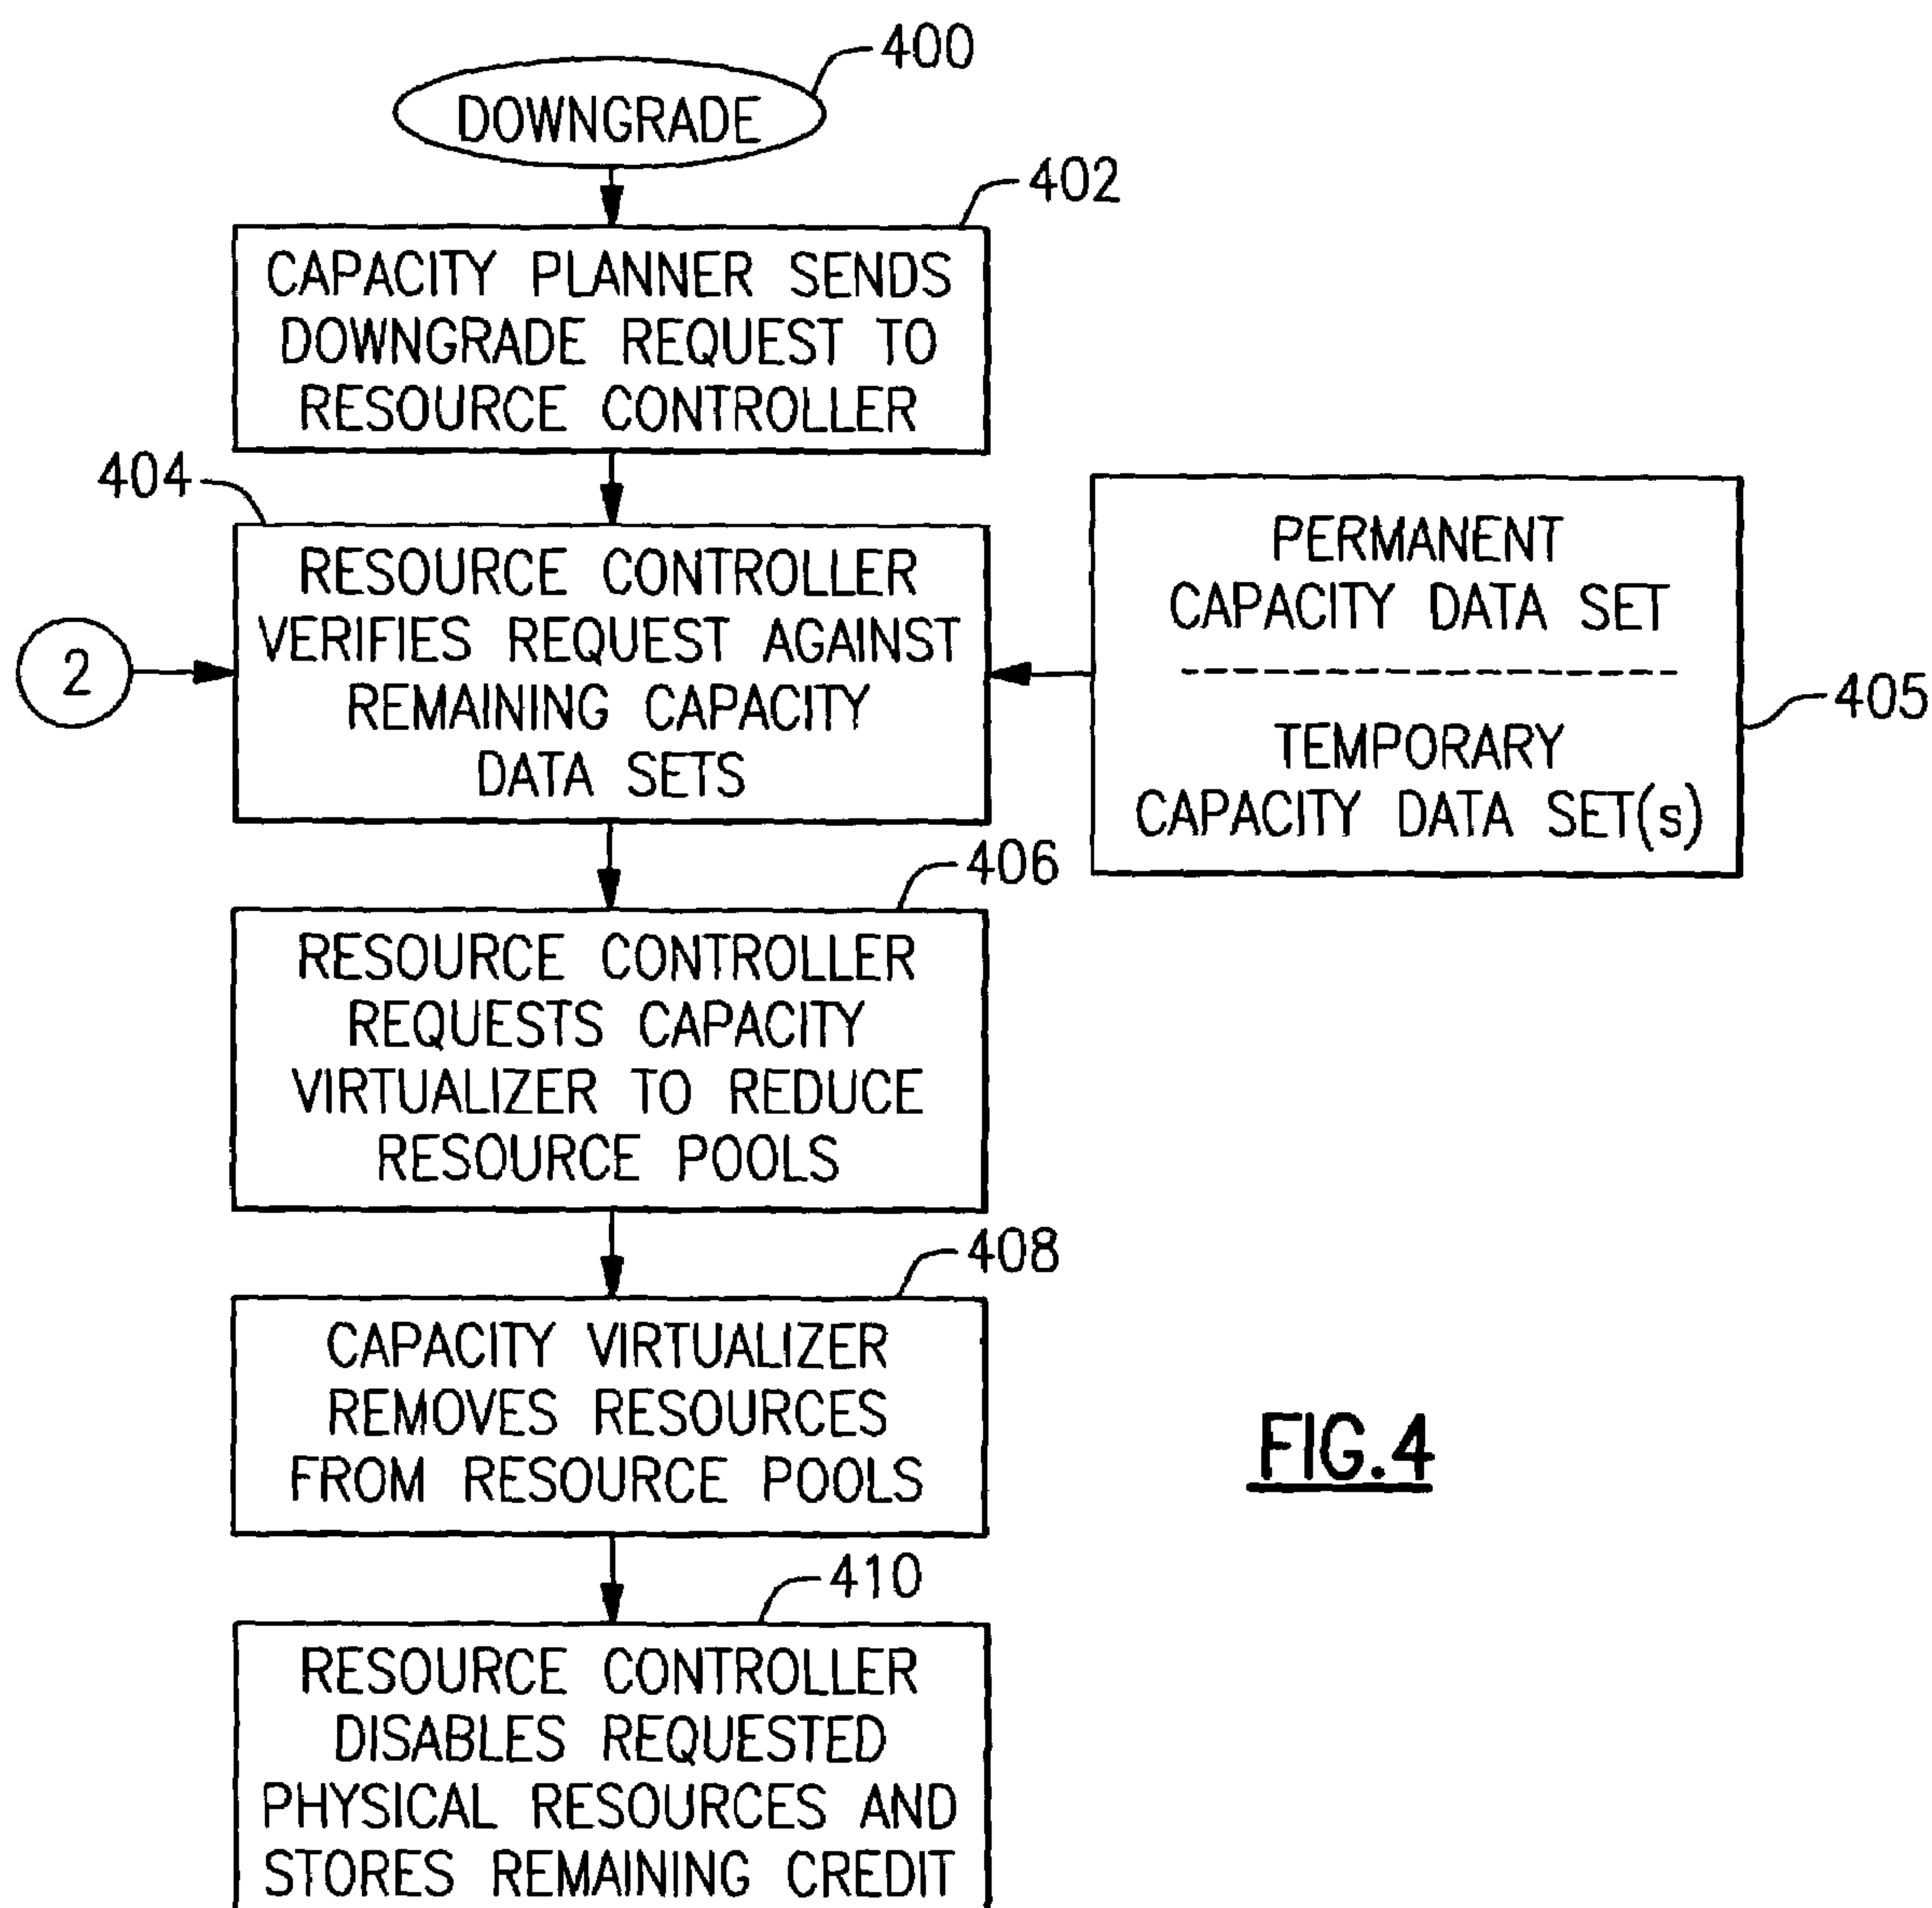 400
DOWNGRADE
402
CAPACITY PLANNER SENDS
DOWNGRADE REQUEST TO
RESOURCE CONTROLLER
404
RESOURCE CONTROLLER
VERIFIES REQUEST AGAINST
REMAINING CAPACITY
DATA SETS
2
PERMANENT
CAPACITY DATA SET
TEMPORARY
CAPACITY DATA SET(s)
405
406
RESOURCE CONTROLLER
REQUESTS CAPACITY
VIRTUALIZER TO REDUCE
RESOURCE POOLS
408
CAPACITY VIRTUALIZER
REMOVES RESOURCES
FROM RESOURCE POOLS
FIG.4
410
RESOURCE CONTROLLER
DISABLES REQUESTED
PHYSICAL RESOURCES AND
STORES REMAINING CREDIT